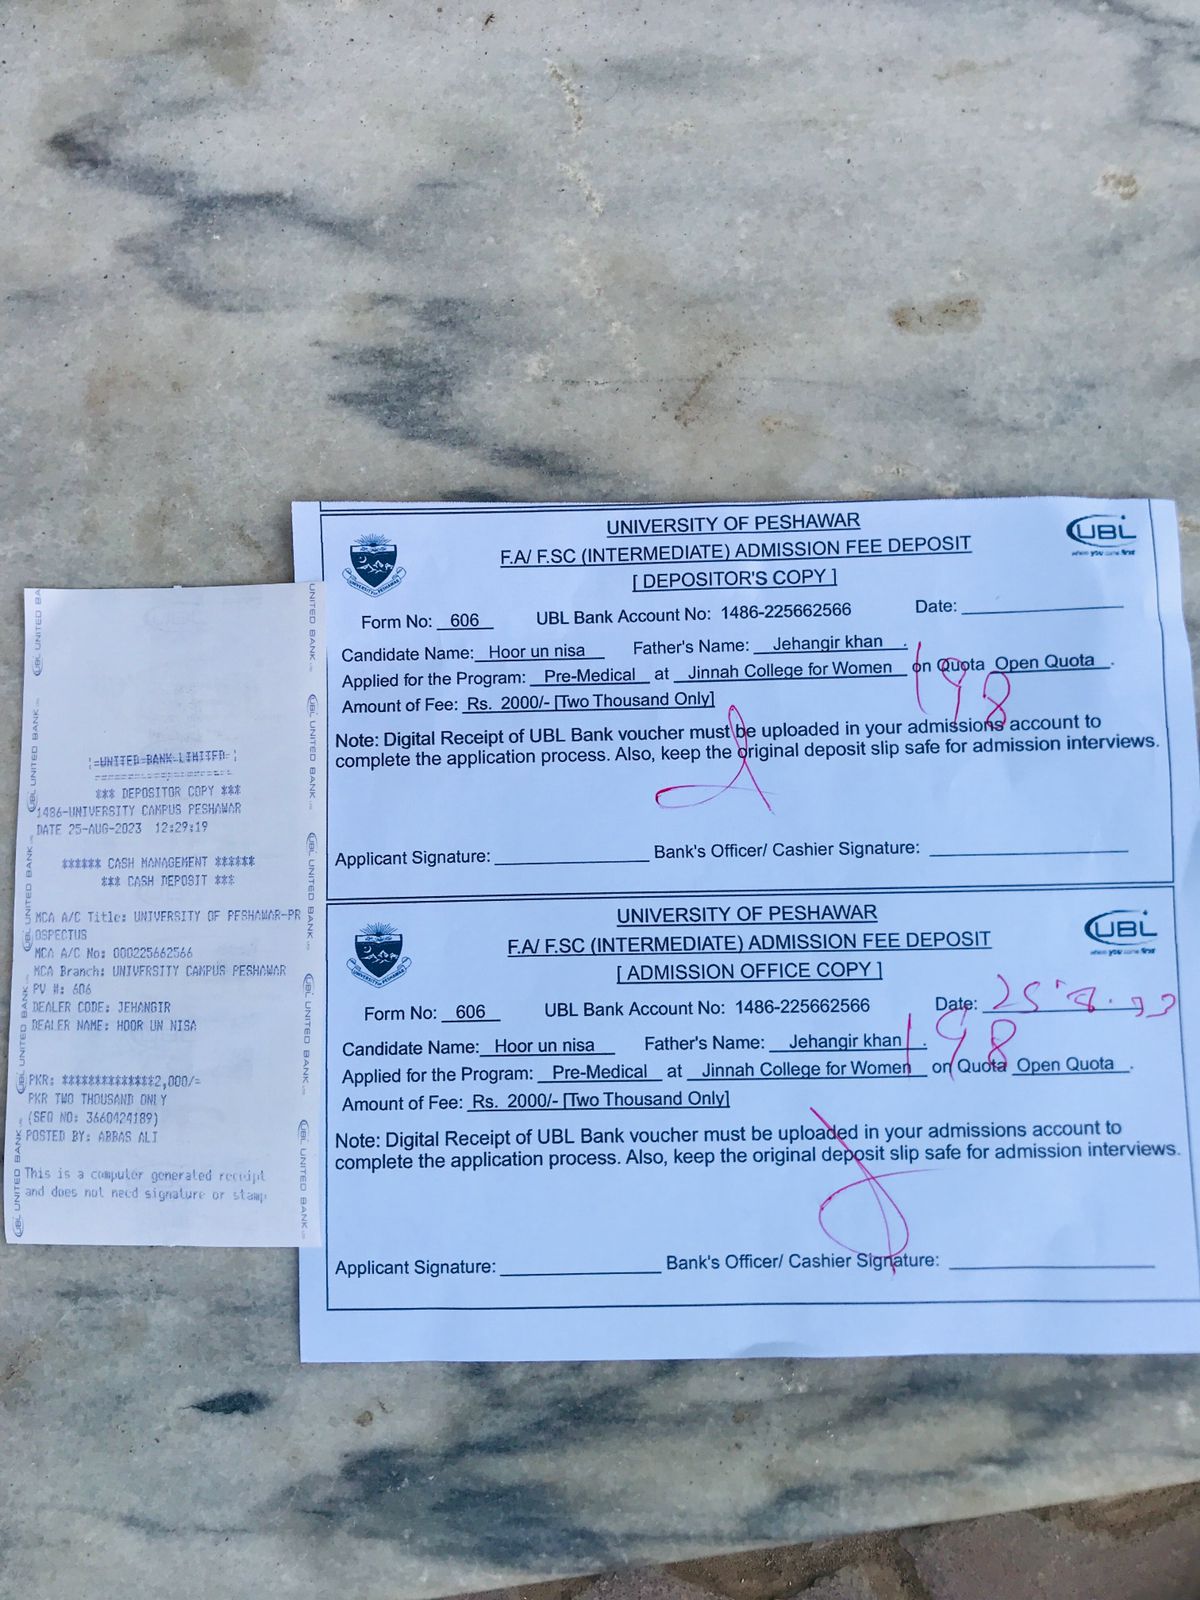 UNITED BANK LIMITED
*** DEPOSITOR COPY ***
1486-UNIVERSITY CAMPUS PESHAWAR
DATE 25-AUG-2023 12:29:19
****** CASH MANAGEMENT ******
*** CASH DEPOSIT ***
MCA A/C Title: UNIVERSITY OF PESHAWAR-PR
OSPECTUS
MCA A/C No: 000225662566
MCA Branch: UNIVERSITY CAMPUS PESHAWAR
PV #: 606
DEALER CODE: JEHANGIR
DEALER NAME: HOOR UN NISA
PKR: **************2,000/=
PKR TWO THOUSAND ONLY
(SEQ NO: 3660424189)
POSTED BY: ABBAS ALI
This is a computer generated receipt
and does not need signature or stamp
UNIVERSITY OF PESHAWAR
F.A/ F.SC (INTERMEDIATE) ADMISSION FEE DEPOSIT
[ DEPOSITOR'S COPY ]
UBL
where you come first
Form No: 606 UBL Bank Account No: 1486-225662566 Date:
Candidate Name: Hoor un nisa Father's Name: Jehangir khan .
Applied for the Program: Pre-Medical at Jinnah College for Women on Quota Open Quota .
198
Amount of Fee: Rs. 2000/- [Two Thousand Only]
Note: Digital Receipt of UBL Bank voucher must be uploaded in your admissions account to
complete the application process. Also, keep the original deposit slip safe for admission interviews.
Applicant Signature: Bank's Officer/ Cashier Signature:
UNIVERSITY OF PESHAWAR
F.A/ F.SC (INTERMEDIATE) ADMISSION FEE DEPOSIT
[ ADMISSION OFFICE COPY ]
UBL
where you come first
Form No: 606 UBL Bank Account No: 1486-225662566 Date:
Candidate Name: Hoor un nisa Father's Name: Jehangir khan .
198
Applied for the Program: Pre-Medical at Jinnah College for Women on Quota Open Quota .
Amount of Fee: Rs. 2000/- [Two Thousand Only]
Note: Digital Receipt of UBL Bank voucher must be uploaded in your admissions account to
complete the application process. Also, keep the original deposit slip safe for admission interviews.
Applicant Signature: Bank's Officer/ Cashier Signature: